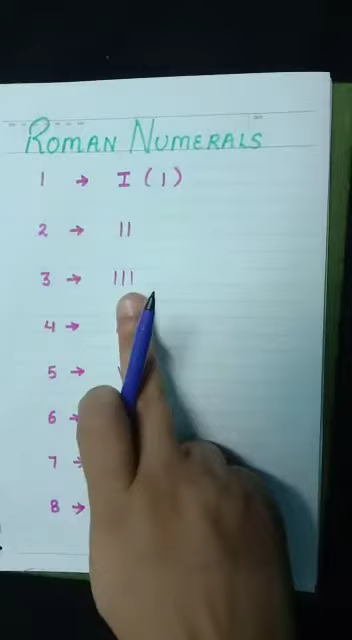 ROMAN NUMERALS
1 → I (1)
2 → II
3 → III
4 →
5 →
6 →
7 →
8 →